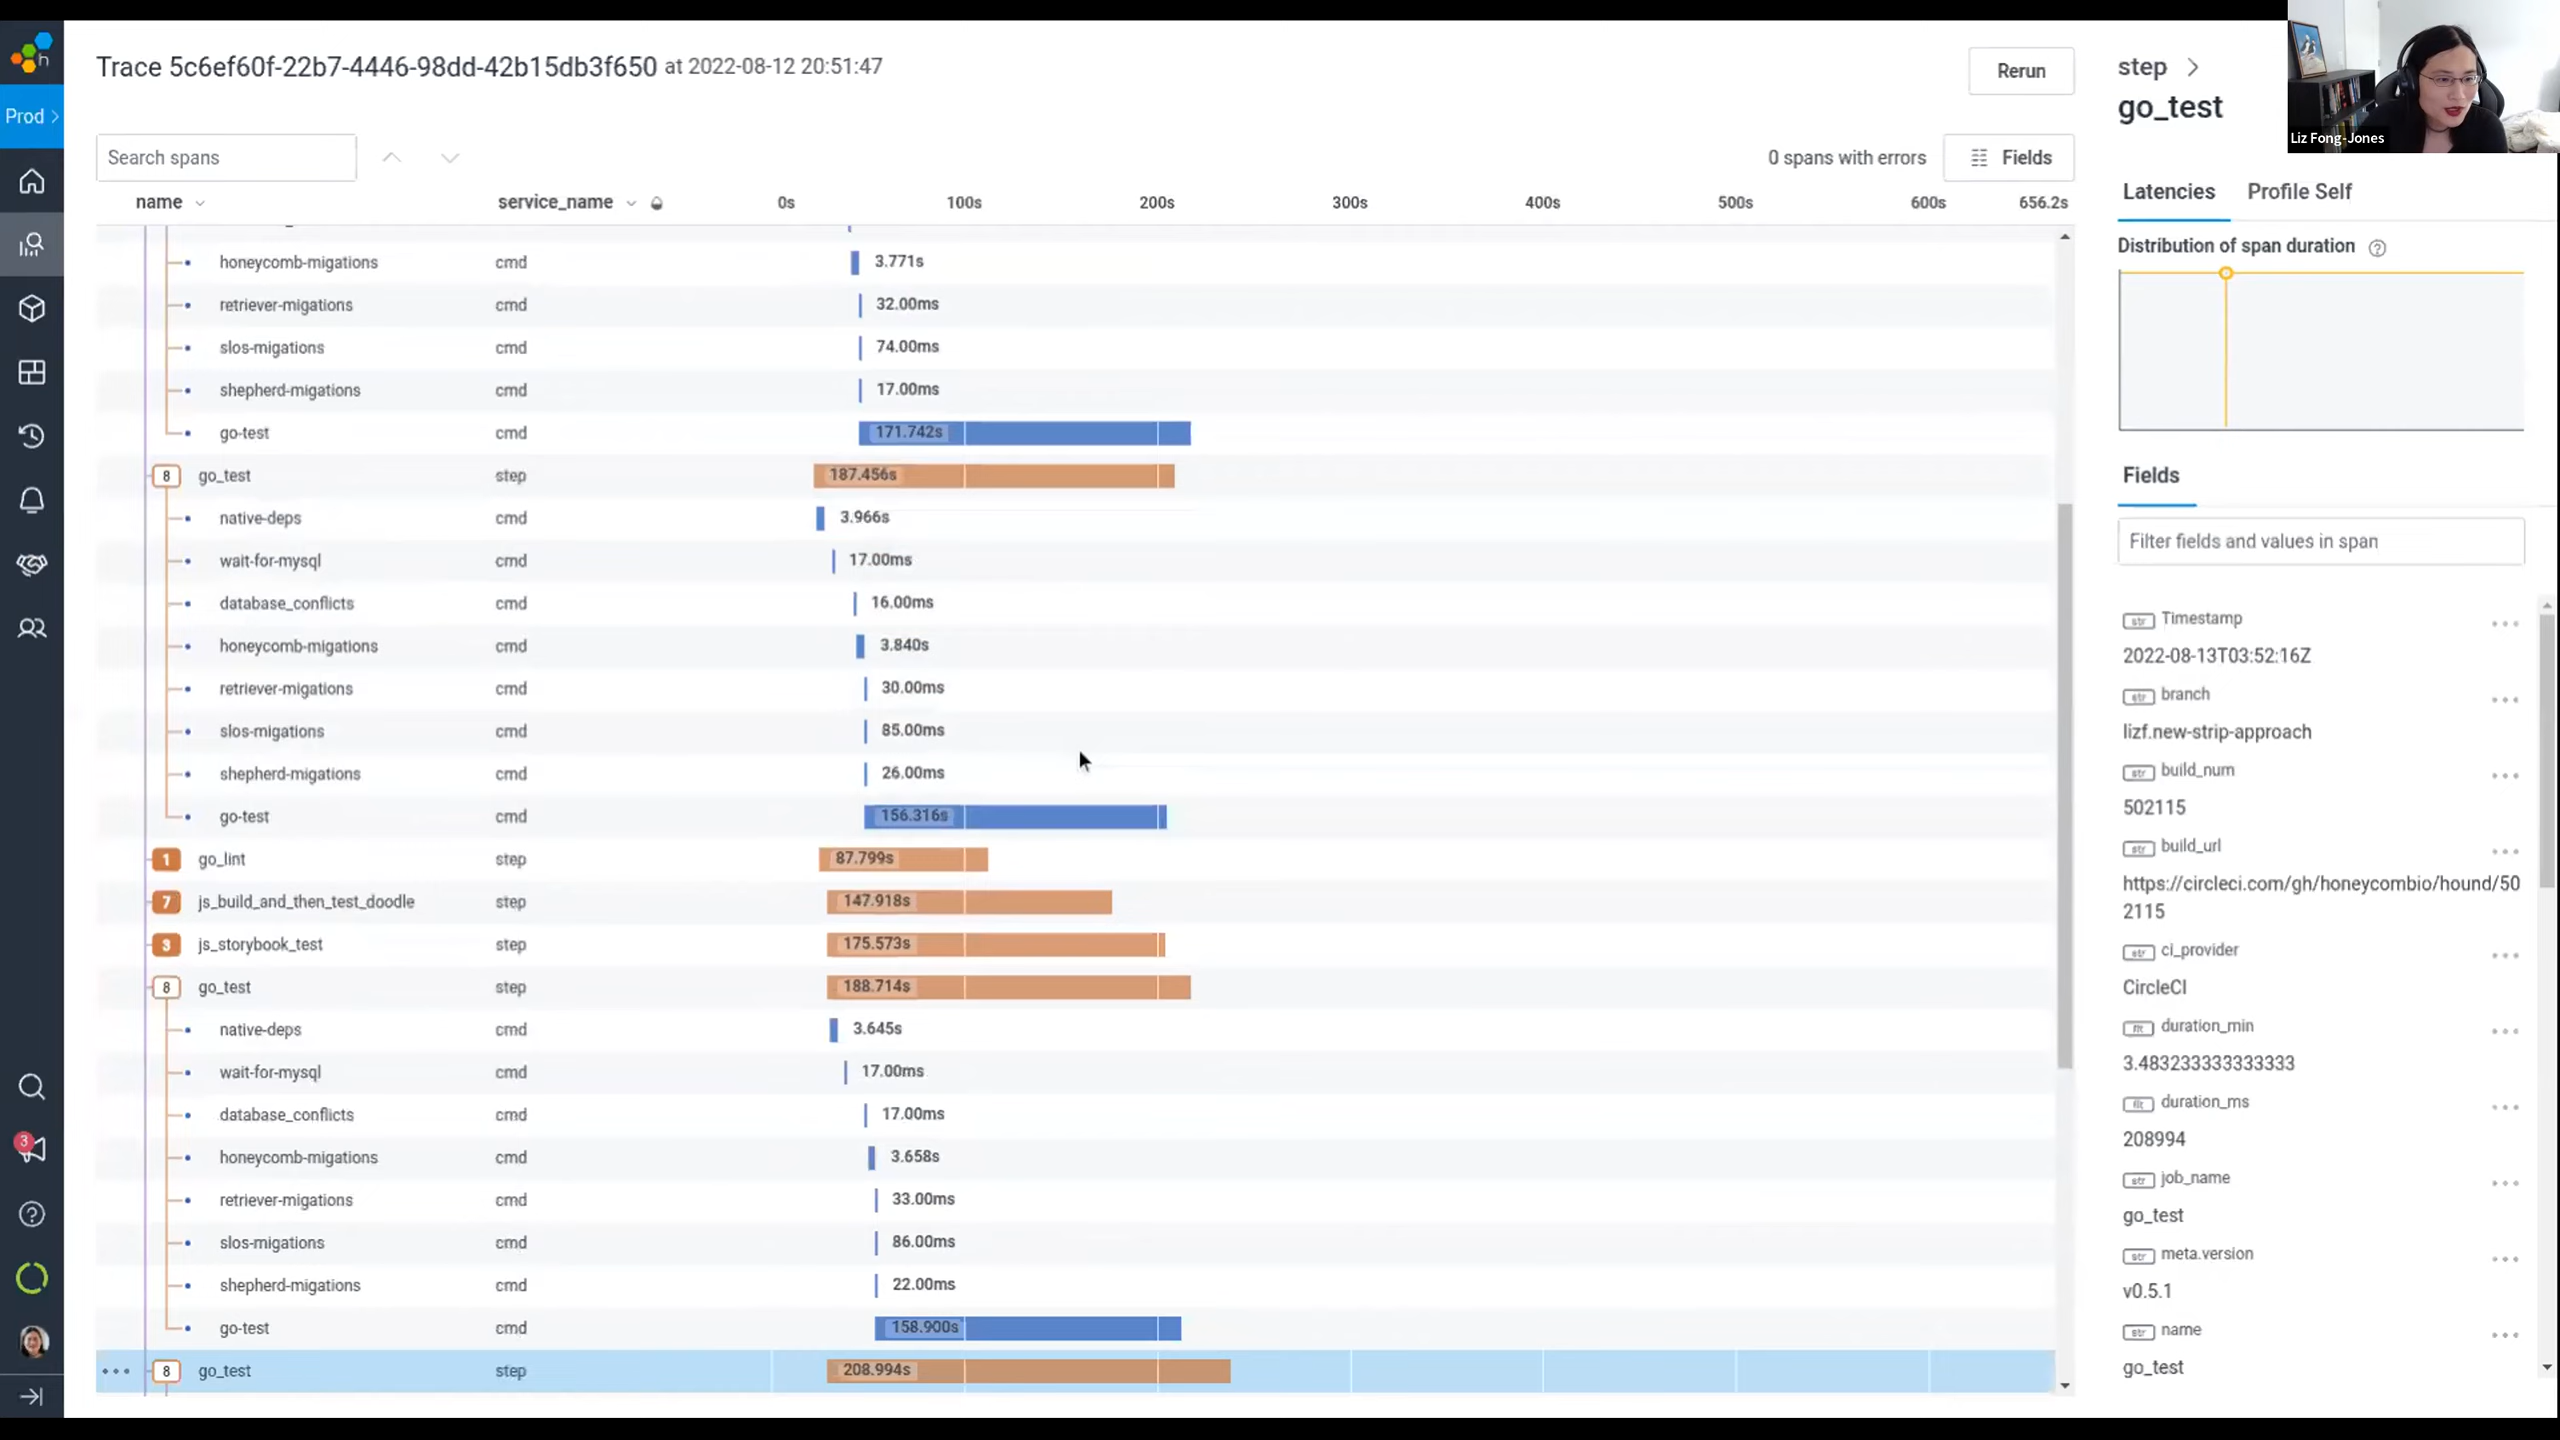 Trace 5c6ef60f-22b7-4446-98dd-42b15db3f650 at 2022-08-12 20:51:47
Rerun
Search spans
0 spans with errors
Fields
name service_name 0s 100s 200s 300s 400s 500s 600s 656.2s
honeycomb-migations cmd 3.771s
retriever-migations cmd 32.00ms
slos-migations cmd 74.00ms
shepherd-migations cmd 17.00ms
go-test cmd 171.742s
8 go_test step 187.456s
native-deps cmd 3.966s
wait-for-mysql cmd 17.00ms
database_conflicts cmd 16.00ms
honeycomb-migations cmd 3.840s
retriever-migations cmd 30.00ms
slos-migations cmd 85.00ms
shepherd-migations cmd 26.00ms
go-test cmd 156.316s
1 go_lint step 87.799s
7 js_build_and_then_test_doodle step 147.918s
3 js_storybook_test step 175.573s
8 go_test step 188.714s
native-deps cmd 3.645s
wait-for-mysql cmd 17.00ms
database_conflicts cmd 17.00ms
honeycomb-migations cmd 3.658s
retriever-migations cmd 33.00ms
slos-migations cmd 86.00ms
shepherd-migations cmd 22.00ms
go-test cmd 158.900s
8 go_test step 208.994s
h
Prod
3
step
go_test
Liz Fong-Jones
Latencies Profile Self
Distribution of span duration
Fields
Filter fields and values in span
str Timestamp
2022-08-13T03:52:16Z
str branch
lizf.new-strip-approach
str build_num
502115
str build_url
https://circleci.com/gh/honeycombio/hound/50
2115
str ci_provider
CircleCI
flt duration_min
3.483233333333333
flt duration_ms
208994
str job_name
go_test
str meta.version
v0.5.1
str name
go_test